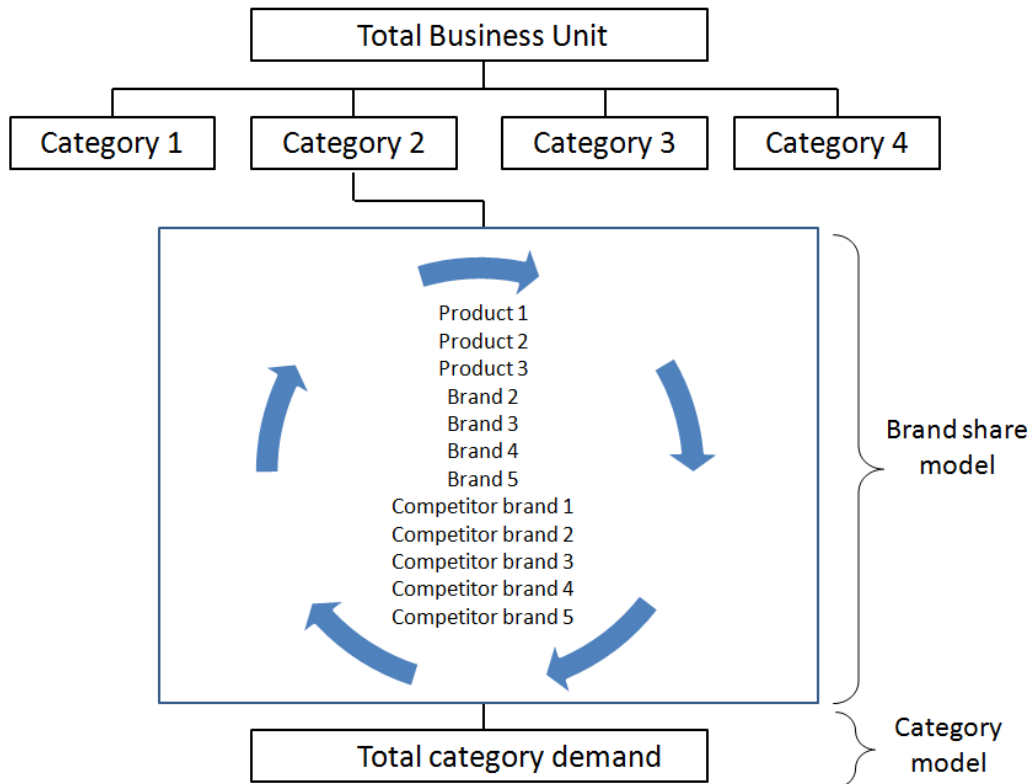 Total Business Unit
Category 1
Category 2
Category 3
Category 4
Product 1
Product 2
Product 3
Brand 2
Brand 3
Brand 4
Brand 5
Competitor brand 1
Competitor brand 2
Competitor brand 3
Competitor brand 4
Competitor brand 5
Brand share
model
Total category demand
Category
model